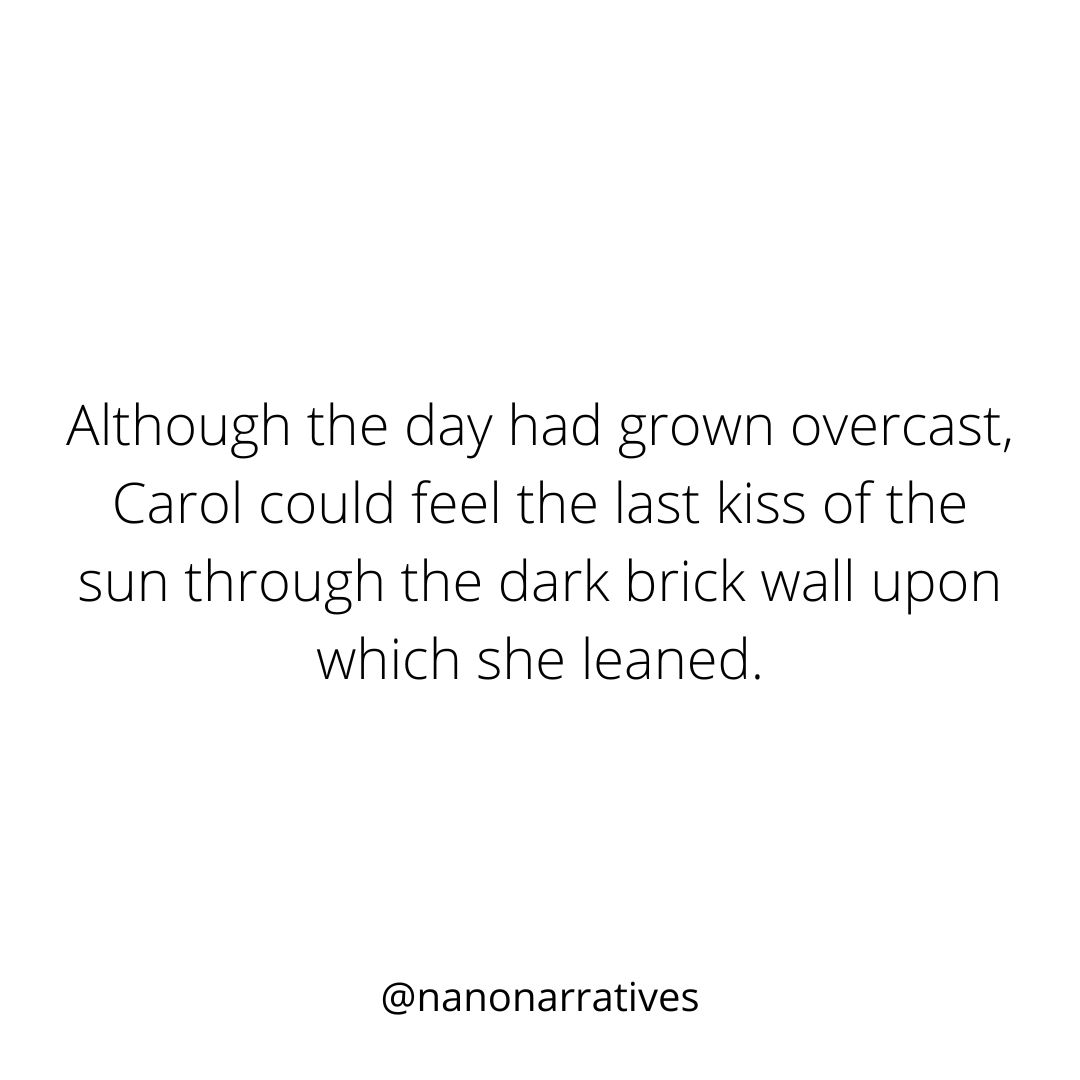 Although the day had grown overcast,
Carol could feel the last kiss of the
sun through the dark brick wall upon
which she leaned.
@nanonarratives